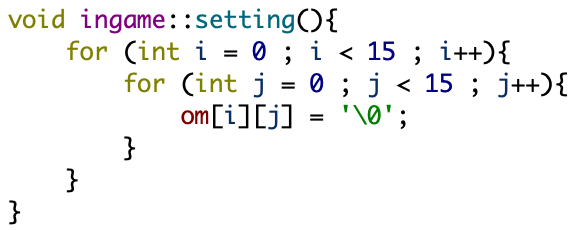 void ingame::setting(){
    for (int i = 0 ; i < 15 ; i++){
        for (int j = 0 ; j < 15 ; j++){
            om[i][j] = '\0';
        }
    }
}